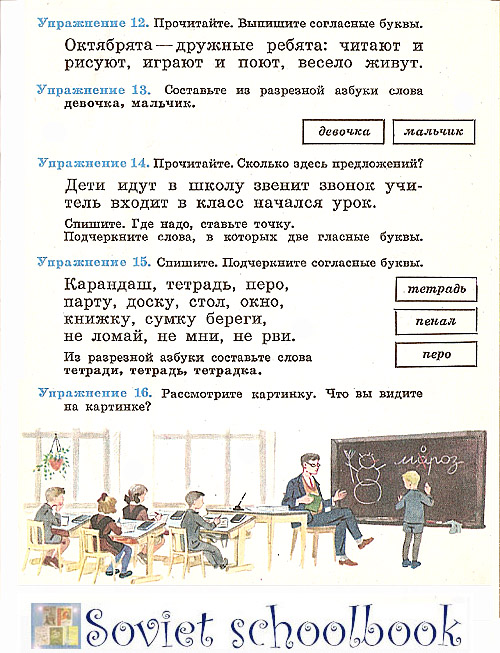 Упражнение 12. Прочитайте. Выпишите согласные буквы.
Октябрята — дружные ребята: читают и
рисуют, играют и поют, весело живут.
Упражнение 13. Составьте из разрезной азбуки слова
девочка, мальчик.
девочка мальчик
Упражнение 14. Прочитайте. Сколько здесь предложений?
Дети идут в школу звенит звонок учи-
тель входит в класс начался урок.
Спишите. Где надо, ставьте точку.
Подчеркните слова, в которых две гласные буквы.
Упражнение 15. Спишите. Подчеркните согласные буквы.
Карандаш, тетрадь, перо,
парту, доску, стол, окно,
книжку, сумку береги,
не ломай, не мни, не рви.
тетрадь
пенал
перо
Из разрезной азбуки составьте слова
тетради, тетрадь, тетрадка.
Упражнение 16. Рассмотрите картинку. Что вы видите
на картинке?
мароз
Soviet schoolbook